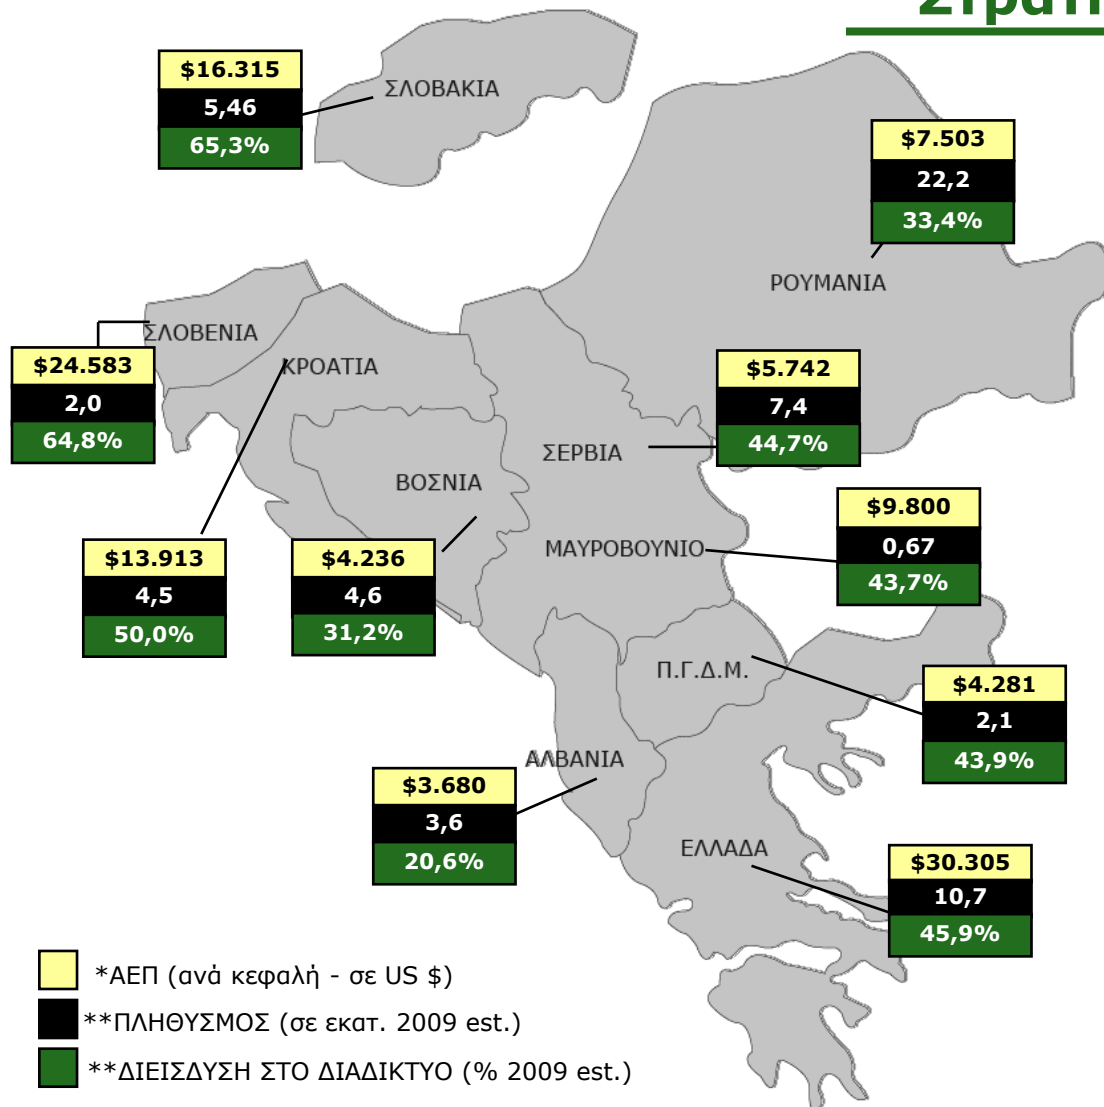 $16.315
5,46
65,3%
ΣΛΟΒΑΚΙΑ
$7.503
22,2
33,4%
ΡΟΥΜΑΝΙΑ
ΣΛΟΒΕΝΙΑ
$24.583
2,0
64,8%
ΚΡΟΑΤΙΑ
$5.742
7,4
44,7%
ΣΕΡΒΙΑ
ΒΟΣΝΙΑ
$9.800
0,67
43,7%
ΜΑΥΡΟΒΟΥΝΙΟ
$13.913
4,5
50,0%
$4.236
4,6
31,2%
Π.Γ.Δ.Μ.
$4.281
2,1
43,9%
ΑΛΒΑΝΙΑ
$3.680
3,6
20,6%
ΕΛΛΑΔΑ
$30.305
10,7
45,9%
*ΑΕΠ (ανά κεφαλή - σε US $)
**ΠΛΗΘΥΣΜΟΣ (σε εκατ. 2009 est.)
**ΔΙΕΙΣΔΥΣΗ ΣΤΟ ΔΙΑΔΙΚΤΥΟ (% 2009 est.)